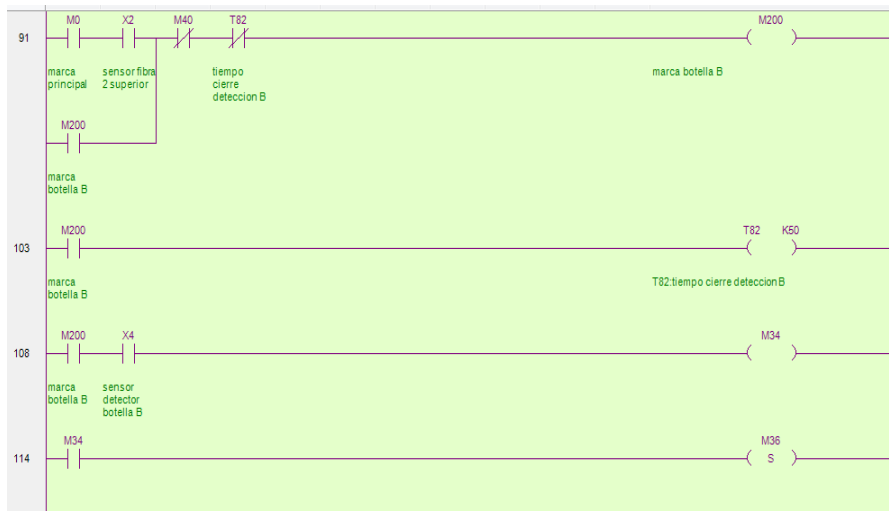 M0 X2 M40 T82 M200
91
marca sensor fibra tiempo marca botella B
principal 2 superior cierre
deteccion B
M200
marca
botella B
M200 T82 K50
103
marca T82:tiempo cierre deteccion B
botella B
M200 X4 M34
108
marca sensor
botella B detector
botella B
M34 M36
114 S